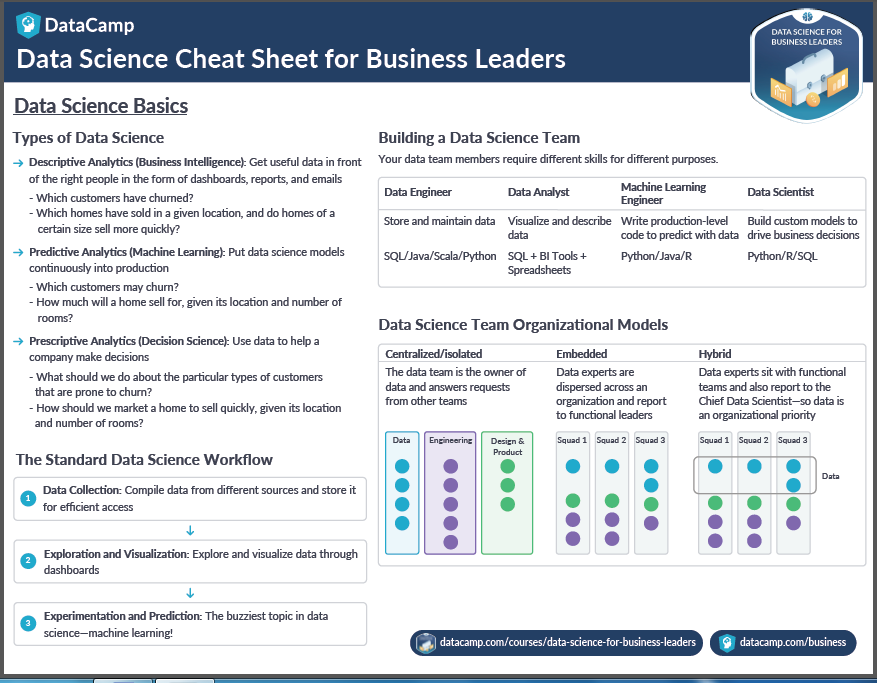 DataCamp
Data Science Cheat Sheet for Business Leaders
DATA SCIENCE FOR
BUSINESS LEADERS
Data Science Basics
Types of Data Science
→ Descriptive Analytics (Business Intelligence): Get useful data in front
of the right people in the form of dashboards, reports, and emails
- Which customers have churned?
- Which homes have sold in a given location, and do homes of a
certain size sell more quickly?
→ Predictive Analytics (Machine Learning): Put data science models
continuously into production
- Which customers may churn?
- How much will a home sell for, given its location and number of
rooms?
→ Prescriptive Analytics (Decision Science): Use data to help a
company make decisions
- What should we do about the particular types of customers
that are prone to churn?
- How should we market a home to sell quickly, given its location
and number of rooms?
The Standard Data Science Workflow
1 Data Collection: Compile data from different sources and store it
for efficient access
2 Exploration and Visualization: Explore and visualize data through
dashboards
3 Experimentation and Prediction: The buzziest topic in data
science—machine learning!
Building a Data Science Team
Your data team members require different skills for different purposes.
Data Engineer
Data Analyst
Machine Learning
Engineer
Data Scientist
Store and maintain data
Visualize and describe
data
Write production-level
code to predict with data
Build custom models to
drive business decisions
SQL/Java/Scala/Python
SQL + BI Tools +
Spreadsheets
Python/Java/R
Python/R/SQL
Data Science Team Organizational Models
Centralized/isolated
The data team is the owner of
data and answers requests
from other teams
Data
Engineering
Design &
Product
Embedded
Data experts are
dispersed across an
organization and report
to functional leaders
Squad 1
Squad 2
Squad 3
Hybrid
Data experts sit with functional
teams and also report to the
Chief Data Scientist—so data is
an organizational priority
Squad 1
Squad 2
Squad 3
Data
datacamp.com/courses/data-science-for-business-leaders
datacamp.com/business